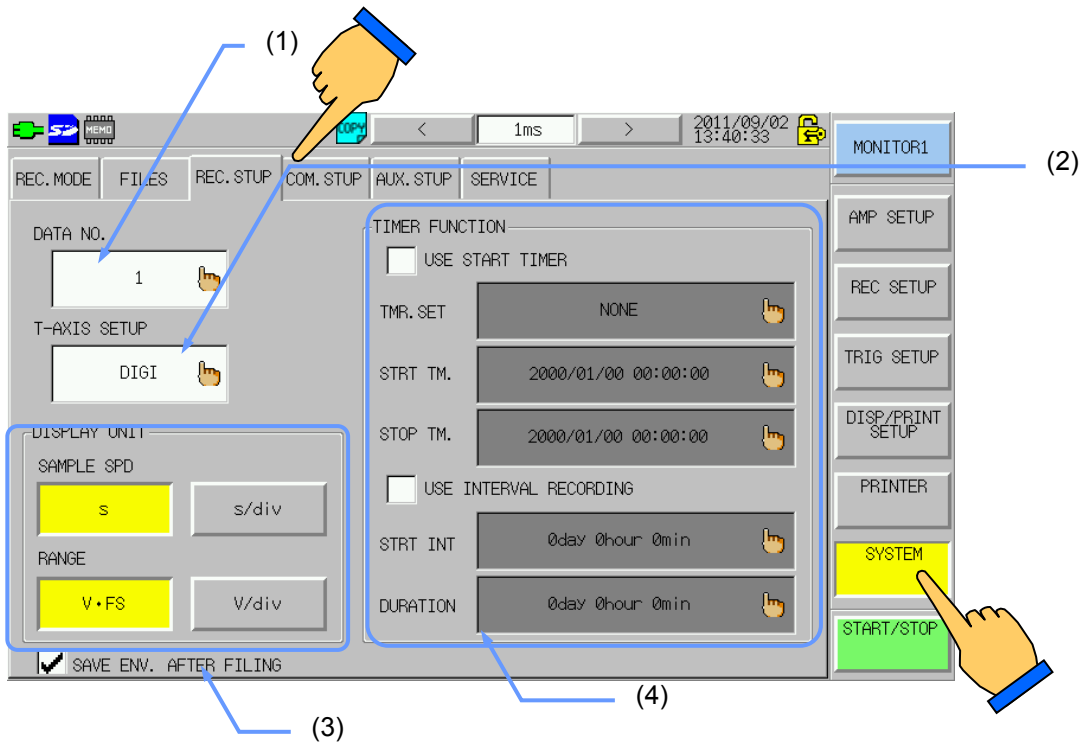 (1)
SD MEMO COPY < 1ms > 2011/09/02 13:40:33
MONITOR1
(2)
REC.MODE FILES REC.STUP COM.STUP AUX.STUP SERVICE
DATA NO.
1
T-AXIS SETUP
DIGI
DISPLAY UNIT
SAMPLE SPD
s s/div
RANGE
V•FS V/div
SAVE ENV. AFTER FILING
TIMER FUNCTION
USE START TIMER
TMR.SET NONE
STRT TM. 2000/01/00 00:00:00
STOP TM. 2000/01/00 00:00:00
USE INTERVAL RECORDING
STRT INT 0day 0hour 0min
DURATION 0day 0hour 0min
AMP SETUP
REC SETUP
TRIG SETUP
DISP/PRINT
SETUP
PRINTER
SYSTEM
START/STOP
(3)
(4)